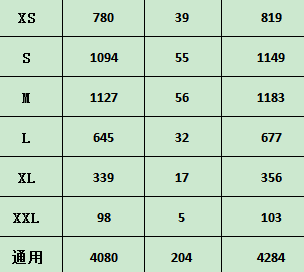 XS 780 39 819
S 1094 55 1149
M 1127 56 1183
L 645 32 677
XL 339 17 356
XXL 98 5 103
通用 4080 204 4284